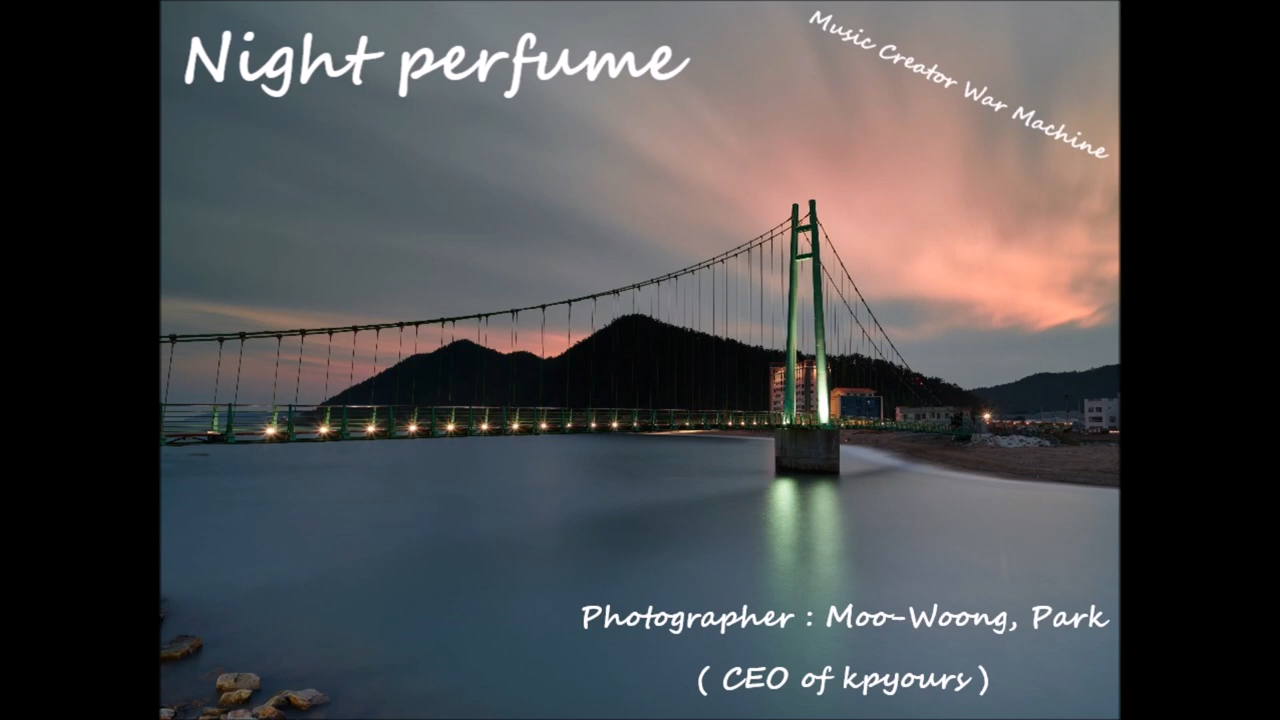 Night perfume
Music Creator War Machine
Photographer : Moo-Woong, Park
( CEO of kpyours )